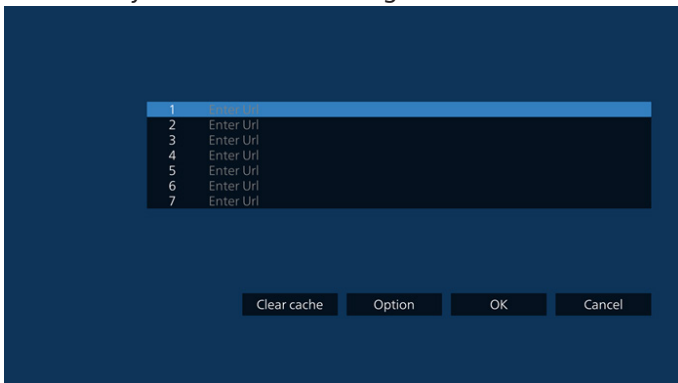 1 Enter Url
2 Enter Url
3 Enter Url
4 Enter Url
5 Enter Url
6 Enter Url
7 Enter Url
Clear cache Option OK Cancel